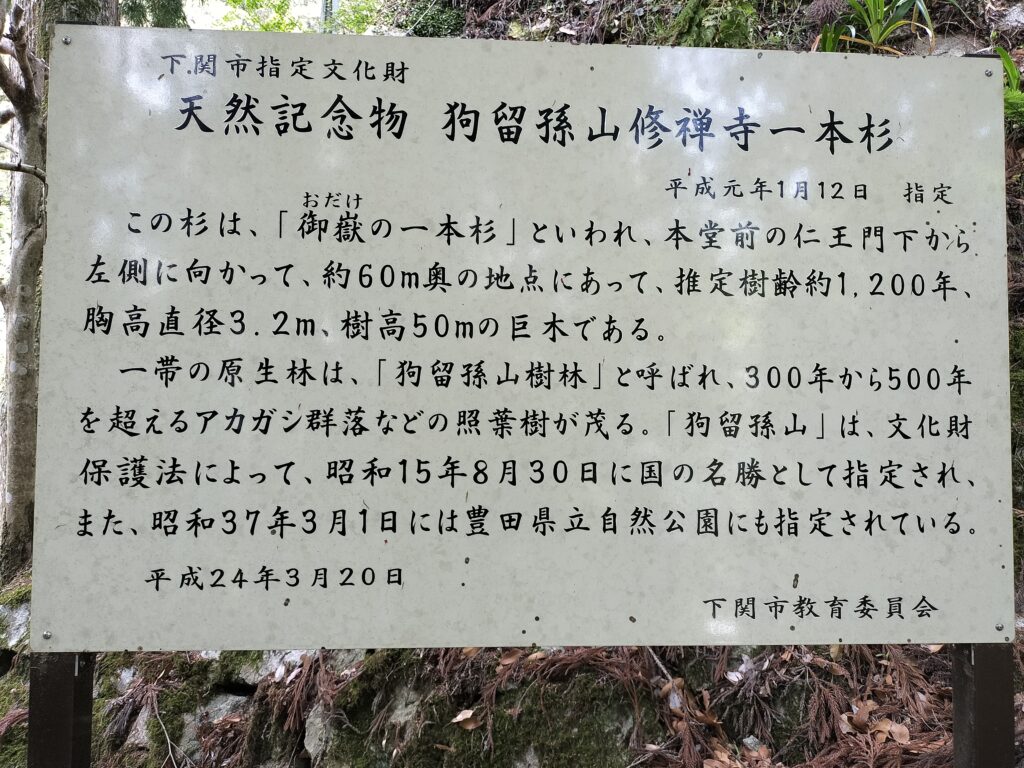 下関市指定文化財
天然記念物 狗留孫山修禅寺一本杉
平成元年1月12日 指定
おだけ
この杉は、「御嶽の一本杉」といわれ、本堂前の仁王門下から
左側に向かって、約60m奥の地点にあって、推定樹齢約1,200年、
胸高直径3.2m、樹高50mの巨木である。
一帯の原生林は、「狗留孫山樹林」と呼ばれ、300年から500年
を超えるアカガシ群落などの照葉樹が茂る。「狗留孫山」は、文化財
保護法によって、昭和15年8月30日に国の名勝として指定され、
また、昭和37年3月1日には豊田県立自然公園にも指定されている。
平成24年3月20日
下関市教育委員会